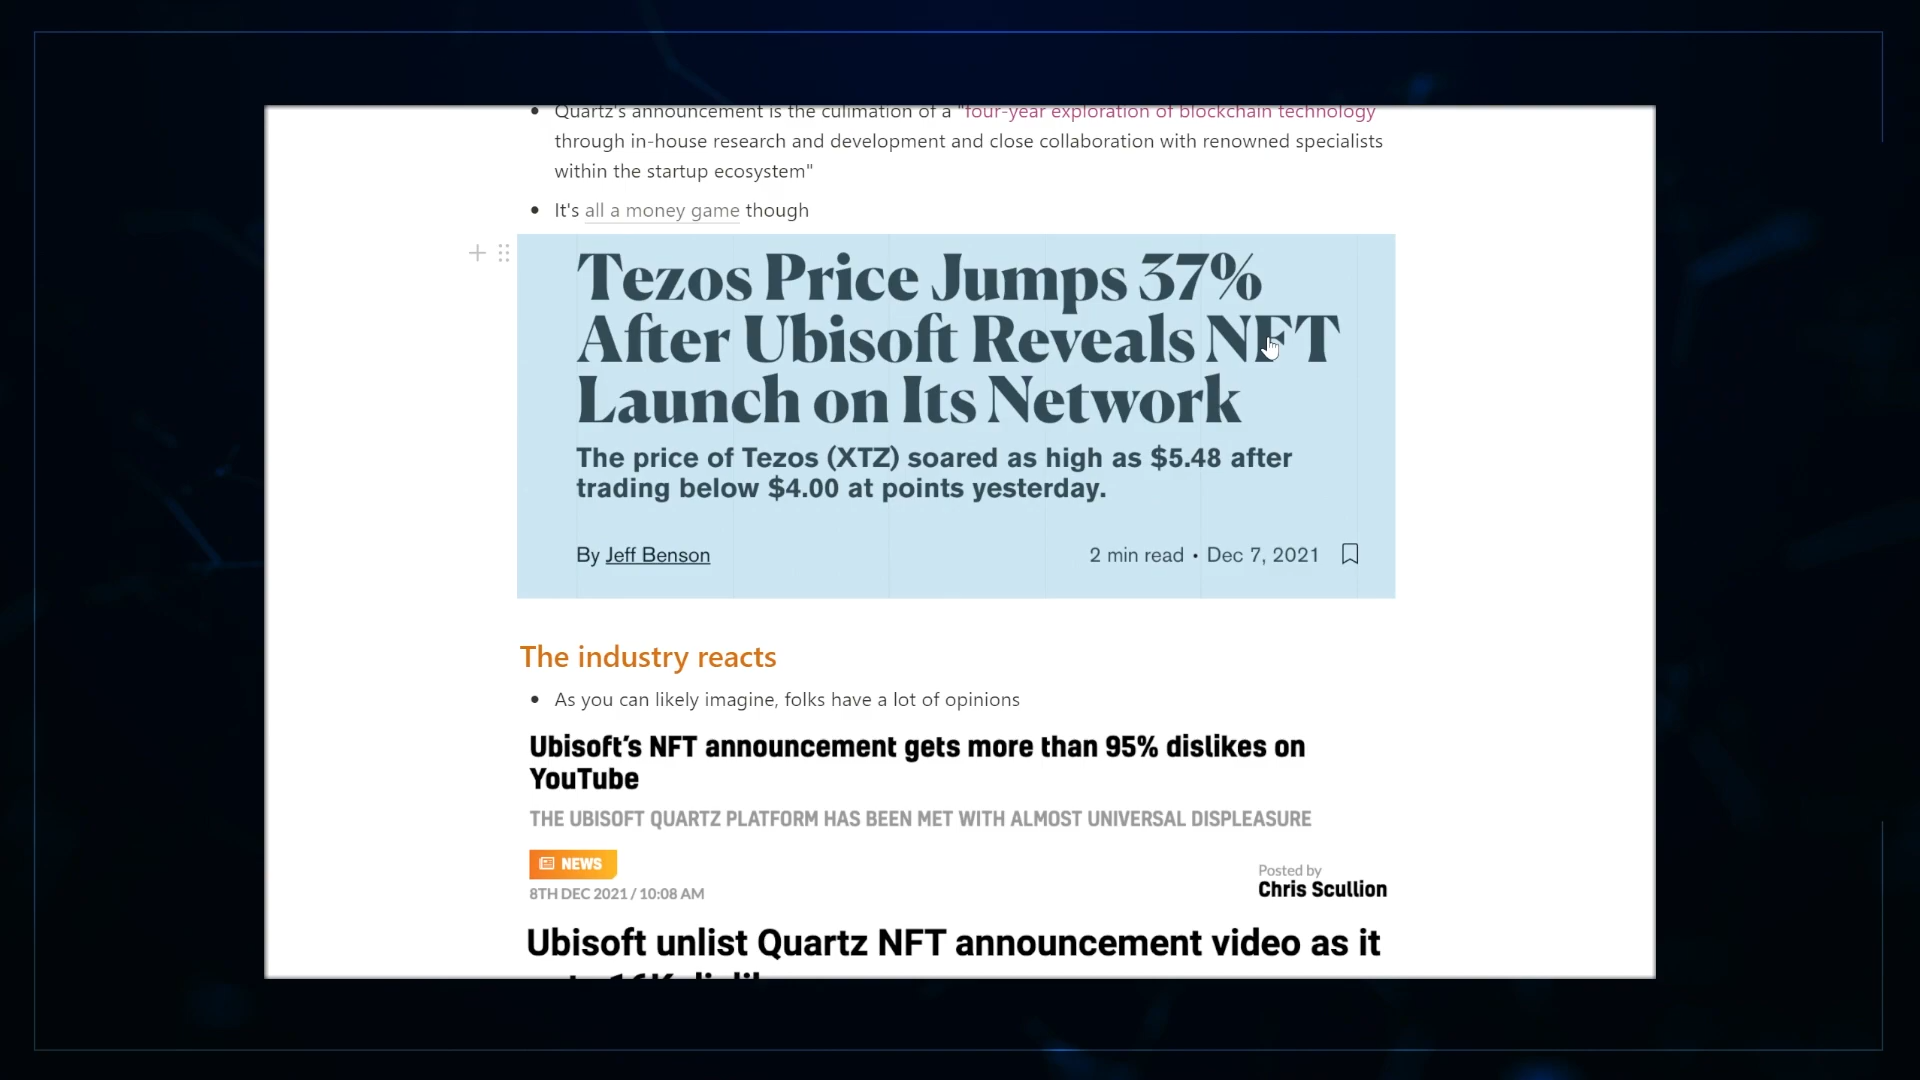 Quartz's announcement is the culimation of a "four-year exploration of blockchain technology
through in-house research and development and close collaboration with renowned specialists
within the startup ecosystem"
It's all a money game though
Tezos Price Jumps 37%
After Ubisoft Reveals NFT
Launch on Its Network
The price of Tezos (XTZ) soared as high as $5.48 after
trading below $4.00 at points yesterday.
By Jeff Benson
2 min read • Dec 7, 2021
The industry reacts
As you can likely imagine, folks have a lot of opinions
Ubisoft's NFT announcement gets more than 95% dislikes on
YouTube
THE UBISOFT QUARTZ PLATFORM HAS BEEN MET WITH ALMOST UNIVERSAL DISPLEASURE
NEWS
8TH DEC 2021 / 10:08 AM
Posted by
Chris Scullion
Ubisoft unlist Quartz NFT announcement video as it